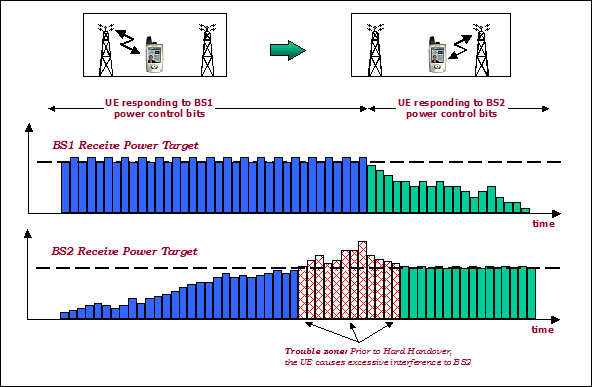 UE responding to BS1
power control bits
UE responding to BS2
power control bits
BS1 Receive Power Target
time
BS2 Receive Power Target
time
Trouble zone: Prior to Hard Handover,
the UE causes excessive interference to BS2